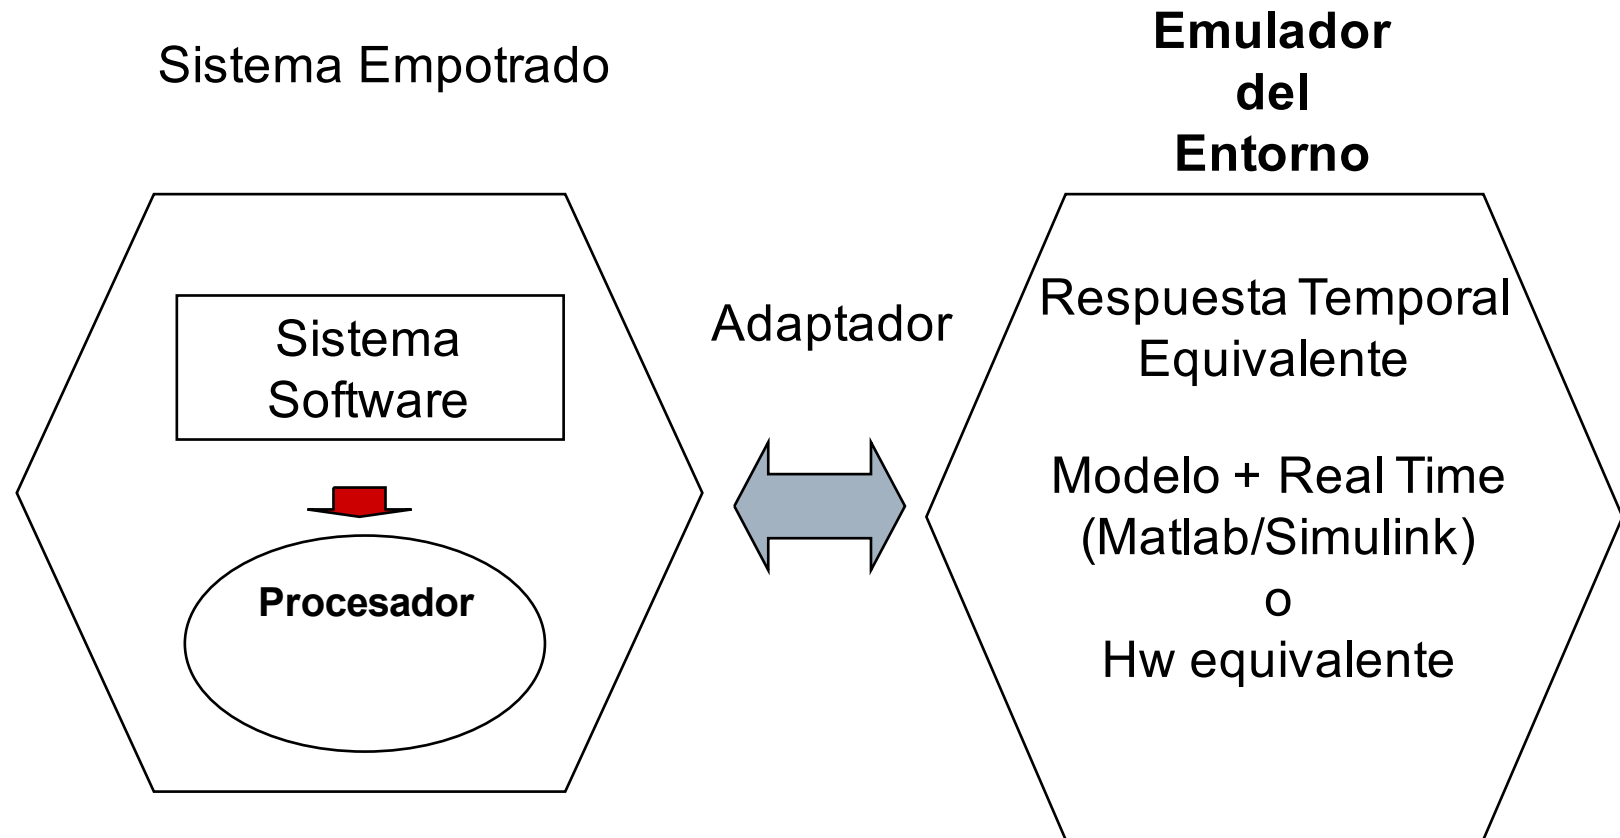 Sistema Empotrado
Emulador
del
Entorno
Sistema
Software
Procesador
Adaptador
Respuesta Temporal
Equivalente
Modelo + Real Time
(Matlab/Simulink)
o
Hw equivalente